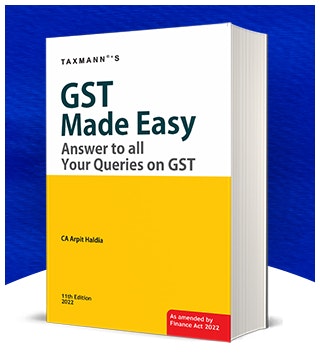 TAXMANN®'S
GST
Made Easy
Answer to all
Your Queries on GST
CA Arpit Haldia
11th Edition
2022
As amended by
Finance Act 2022